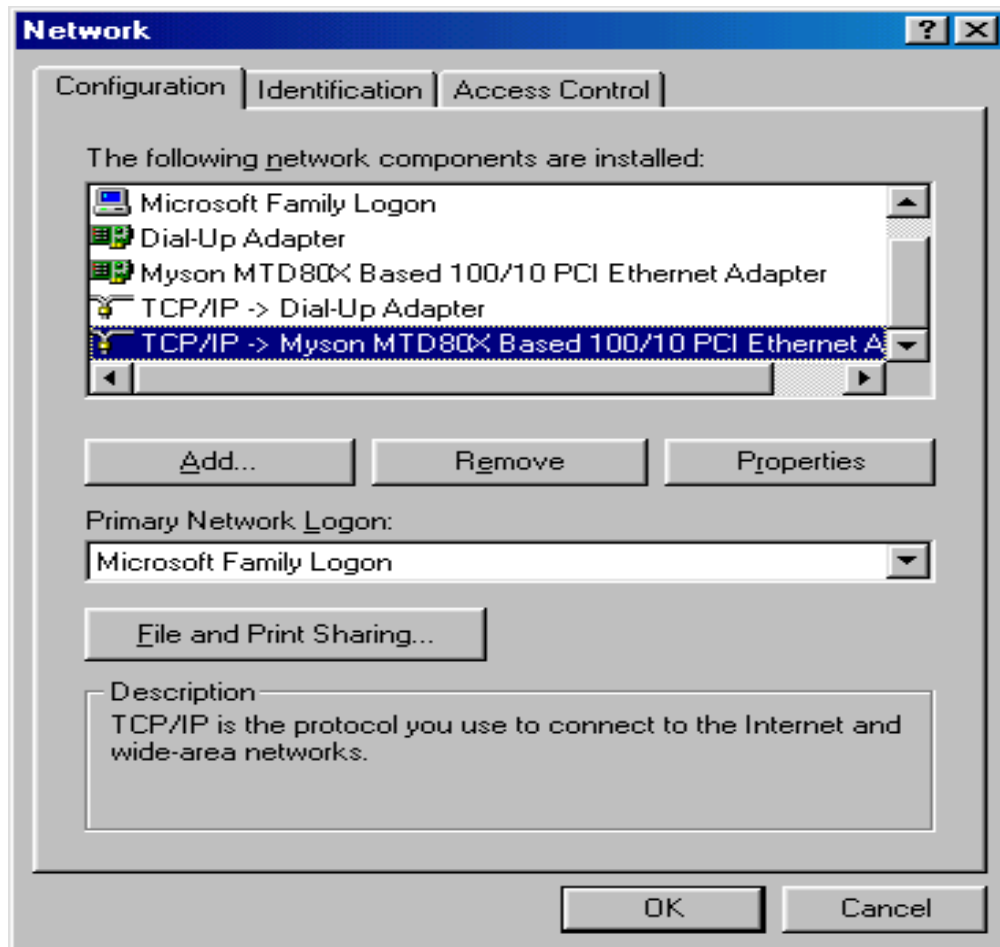 Network
Configuration Identification Access Control
The following network components are installed:
Microsoft Family Logon
Dial-Up Adapter
Myson MTD80X Based 100/10 PCI Ethernet Adapter
TCP/IP -> Dial-Up Adapter
TCP/IP -> Myson MTD80X Based 100/10 PCI Ethernet A
Add... Remove Properties
Primary Network Logon:
Microsoft Family Logon
File and Print Sharing...
Description
TCP/IP is the protocol you use to connect to the Internet and
wide-area networks.
OK Cancel